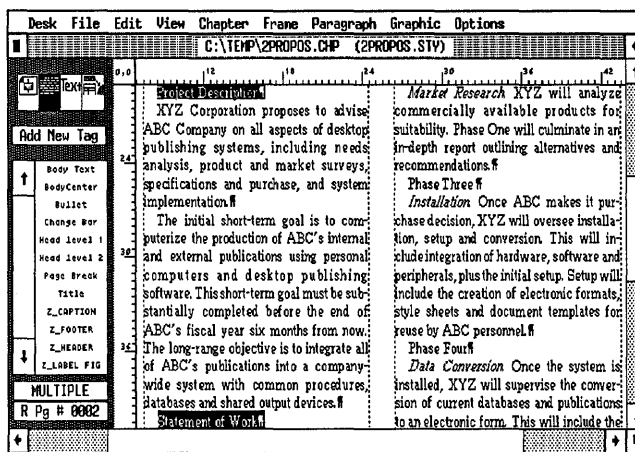 Desk File Edit View Chapter Frame Paragraph Graphic Options
C:\TEMP\2PROPOS.CHP (2PROPOS.STY)
0,0 12 18 24 30 36 42
Text
Add New Tag
Body Text
BodyCenter
Bullet
Change Bar
Head level 1
Head level 2
Page Break
Title
Z_CAPTION
Z_FOOTER
Z_HEADER
Z_LABEL FIG
MULTIPLE
R Pg # 0002
24
30
36
Project Description¶
XYZ Corporation proposes to advise
ABC Company on all aspects of desktop
publishing systems, including needs
analysis, product and market surveys,
specifications and purchase, and system
implementation.¶
The initial short-term goal is to com-
puterize the production of ABC's internal
and external publications using personal
computers and desktop publishing
software. This short-term goal must be sub-
stantially completed before the end of
ABC's fiscal year six months from now.
The long-range objective is to integrate all
of ABC's publications into a company-
wide system with common procedures,
databases and shared output devices.¶
Statement of Work¶
Market Research XYZ will analyze
commercially available products for
suitability. Phase One will culminate in an
in-depth report outlining alternatives and
recommendations.¶
Phase Three¶
Installation Once ABC makes it pur-
chase decision, XYZ will oversee installa-
tion, setup and conversion. This will in-
clude integration of hardware, software and
peripherals, plus the initial setup. Setup will
include the creation of electronic formats,
style sheets and document templates for
reuse by ABC personnel.¶
Phase Four¶
Data Conversion Once the system is
installed, XYZ will supervise the conver-
sion of current databases and publications
to an electronic form. This will include the